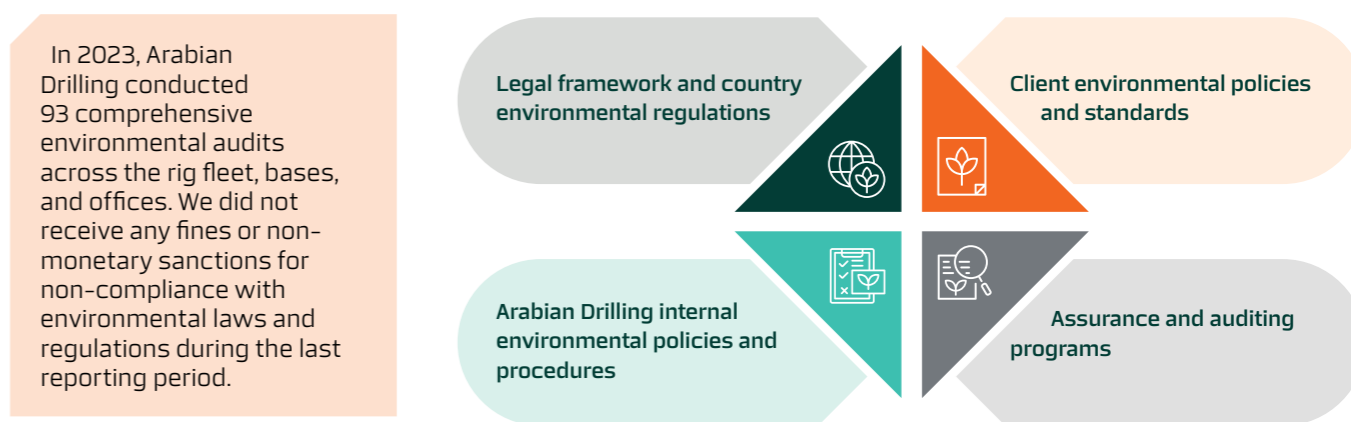 In 2023, Arabian
Drilling conducted
93 comprehensive
environmental audits
across the rig fleet, bases,
and offices. We did not
receive any fines or non-
monetary sanctions for
non-compliance with
environmental laws and
regulations during the last
reporting period.
Legal framework and country
environmental regulations
Client environmental policies
and standards
Arabian Drilling internal
environmental policies and
procedures
Assurance and auditing
programs